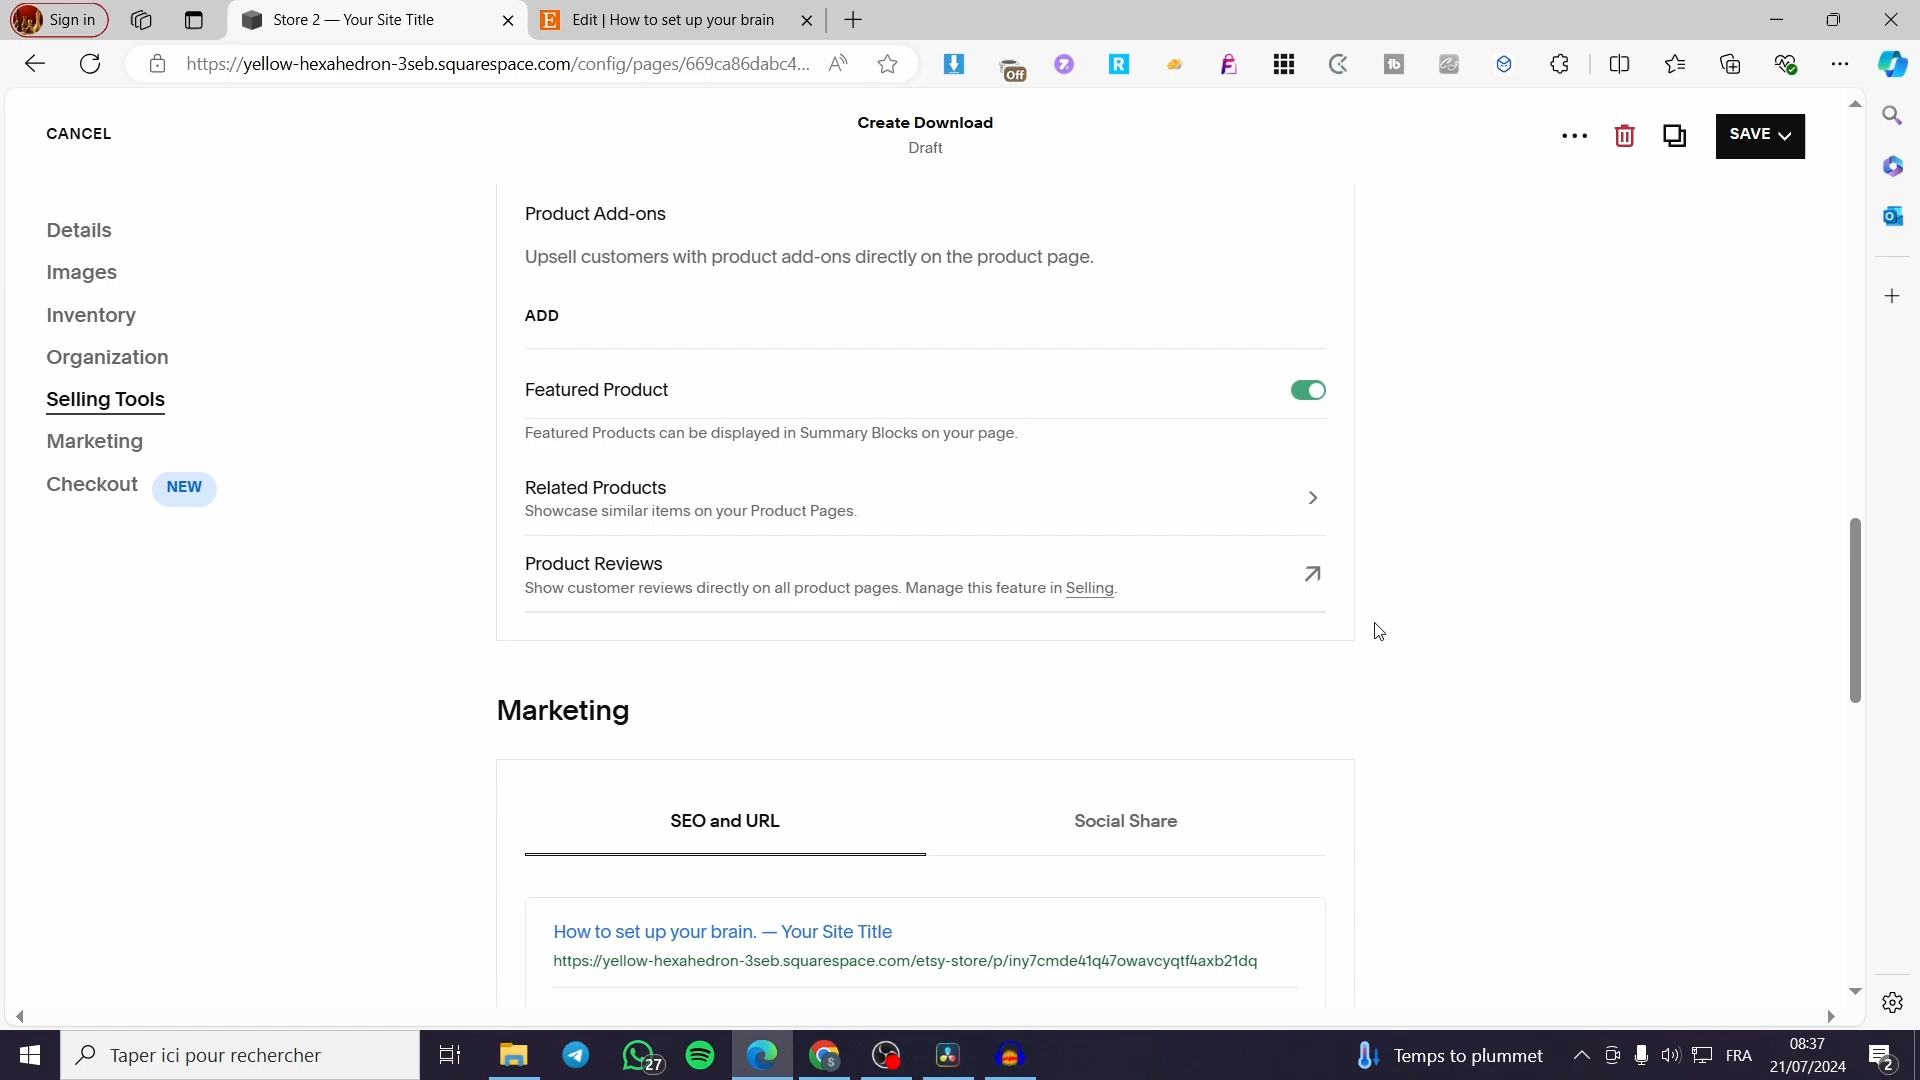 Sign in
Store 2 — Your Site Title
E
Edit | How to set up your brain
https://yellow-hexahedron-3seb.squarespace.com/config/pages/669ca86dabc4...
Off
R
tb
CANCEL
Create Download
Draft
SAVE
Details
Images
Inventory
Organization
Selling Tools
Marketing
Checkout
NEW
Product Add-ons
Upsell customers with product add-ons directly on the product page.
ADD
Featured Product
Featured Products can be displayed in Summary Blocks on your page.
Related Products
Showcase similar items on your Product Pages.
Product Reviews
Show customer reviews directly on all product pages. Manage this feature in Selling.
Marketing
SEO and URL
Social Share
How to set up your brain. — Your Site Title
https://yellow-hexahedron-3seb.squarespace.com/etsy-store/p/iny7cmde41q47owavcyqtf4axb21dq
Taper ici pour rechercher
27
Temps to plummet
FRA
08:37
21/07/2024
2